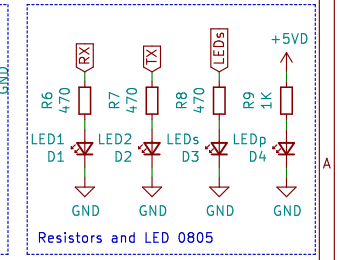 +5VD
RX
TX
LEDs
GND
R6
470
R7
470
R8
470
R9
1K
LED1
D1
LED2
D2
LEDs
D3
LEDp
D4
A
GND
GND
GND
GND
Resistors and LED 0805